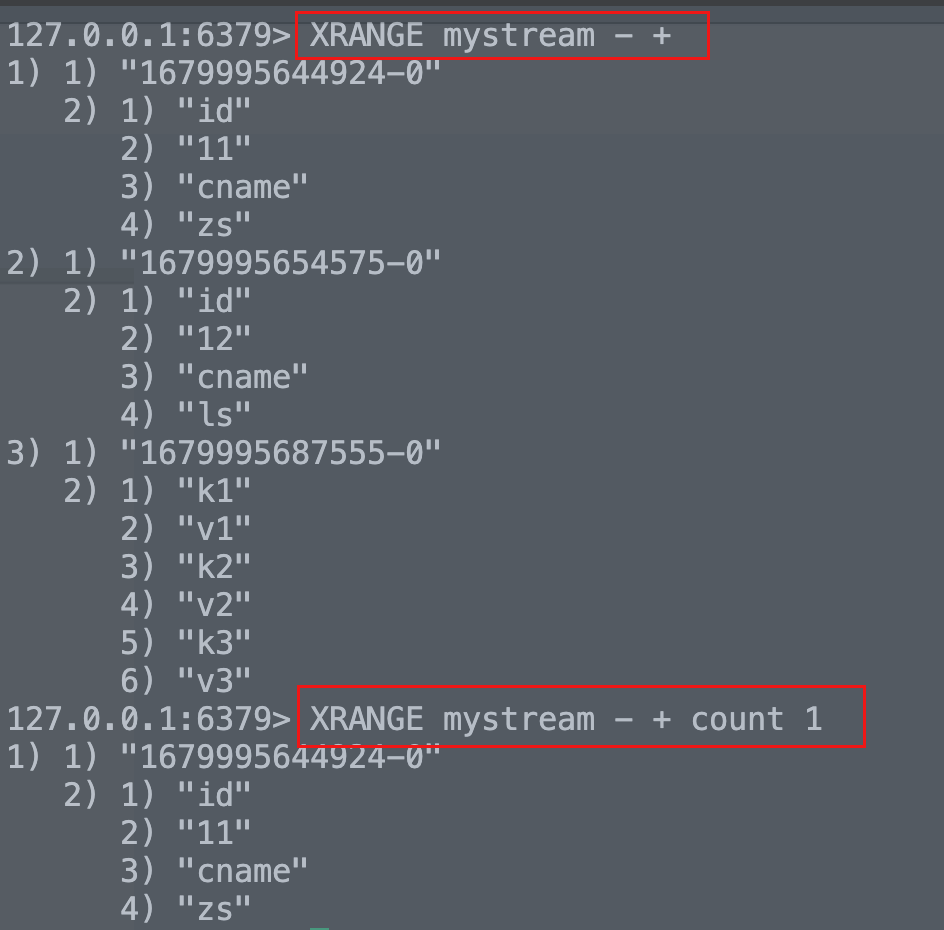 127.0.0.1:6379> XRANGE mystream - +
1) 1) "1679995644924-0"
   2) 1) "id"
      2) "11"
      3) "cname"
      4) "zs"
2) 1) "1679995654575-0"
   2) 1) "id"
      2) "12"
      3) "cname"
      4) "ls"
3) 1) "1679995687555-0"
   2) 1) "k1"
      2) "v1"
      3) "k2"
      4) "v2"
      5) "k3"
      6) "v3"
127.0.0.1:6379> XRANGE mystream - + count 1
1) 1) "1679995644924-0"
   2) 1) "id"
      2) "11"
      3) "cname"
      4) "zs"